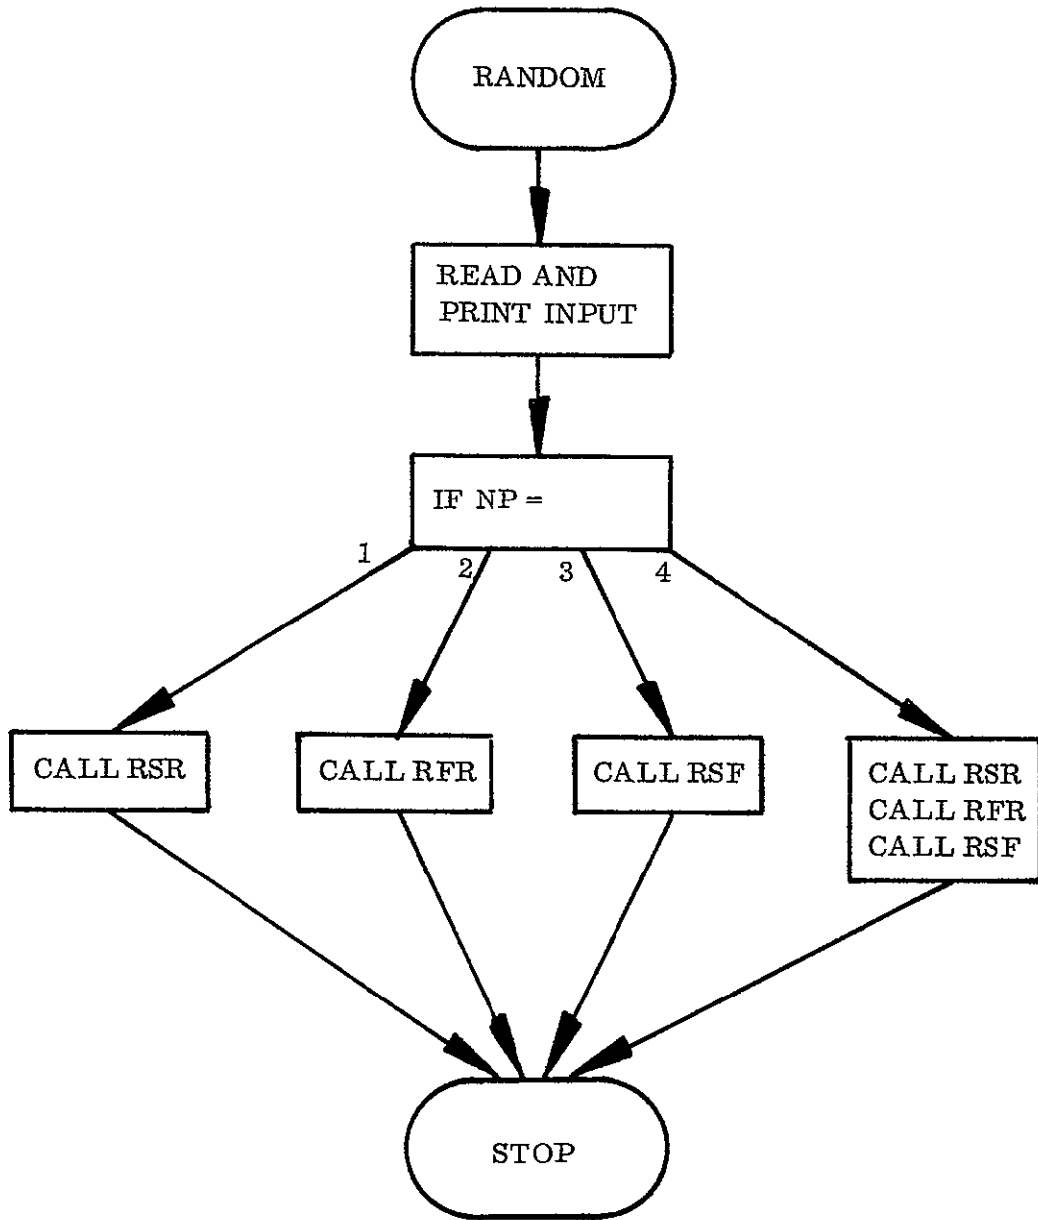 RANDOM
READ AND
PRINT INPUT
IF NP =
1
2
3
4
CALL RSR
CALL RFR
CALL RSF
CALL RSR
CALL RFR
CALL RSF
STOP